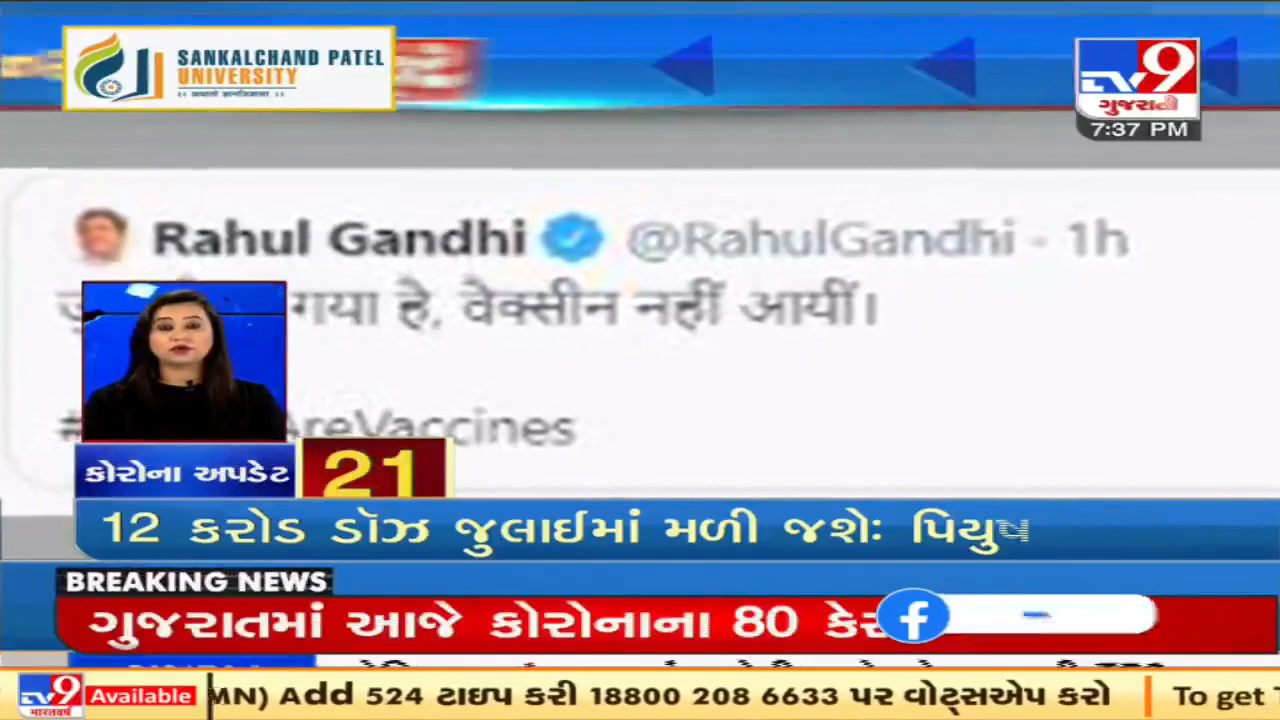 SANKALCHAND PATEL
UNIVERSITY
TV9
ગુજરાતી
7:37 PM
Rahul Gandhi @RahulGandhi - 1h
गया है, वेक्सीन नहीं आयीं।
#
AreVaccines
કોરોના અપડેટ
21
12 કરોડ ડૉઝ જુલાઈમાં મળી જશેઃ પિયુષ
BREAKING NEWS
ગુજરાતમાં આજે કોરોનાના 80 કેસ
TV9 भारतवर्ष Available MN) Add 524 ટાઇપ કરી 18800 208 6633 પર વોટ્સએપ કરો | To get